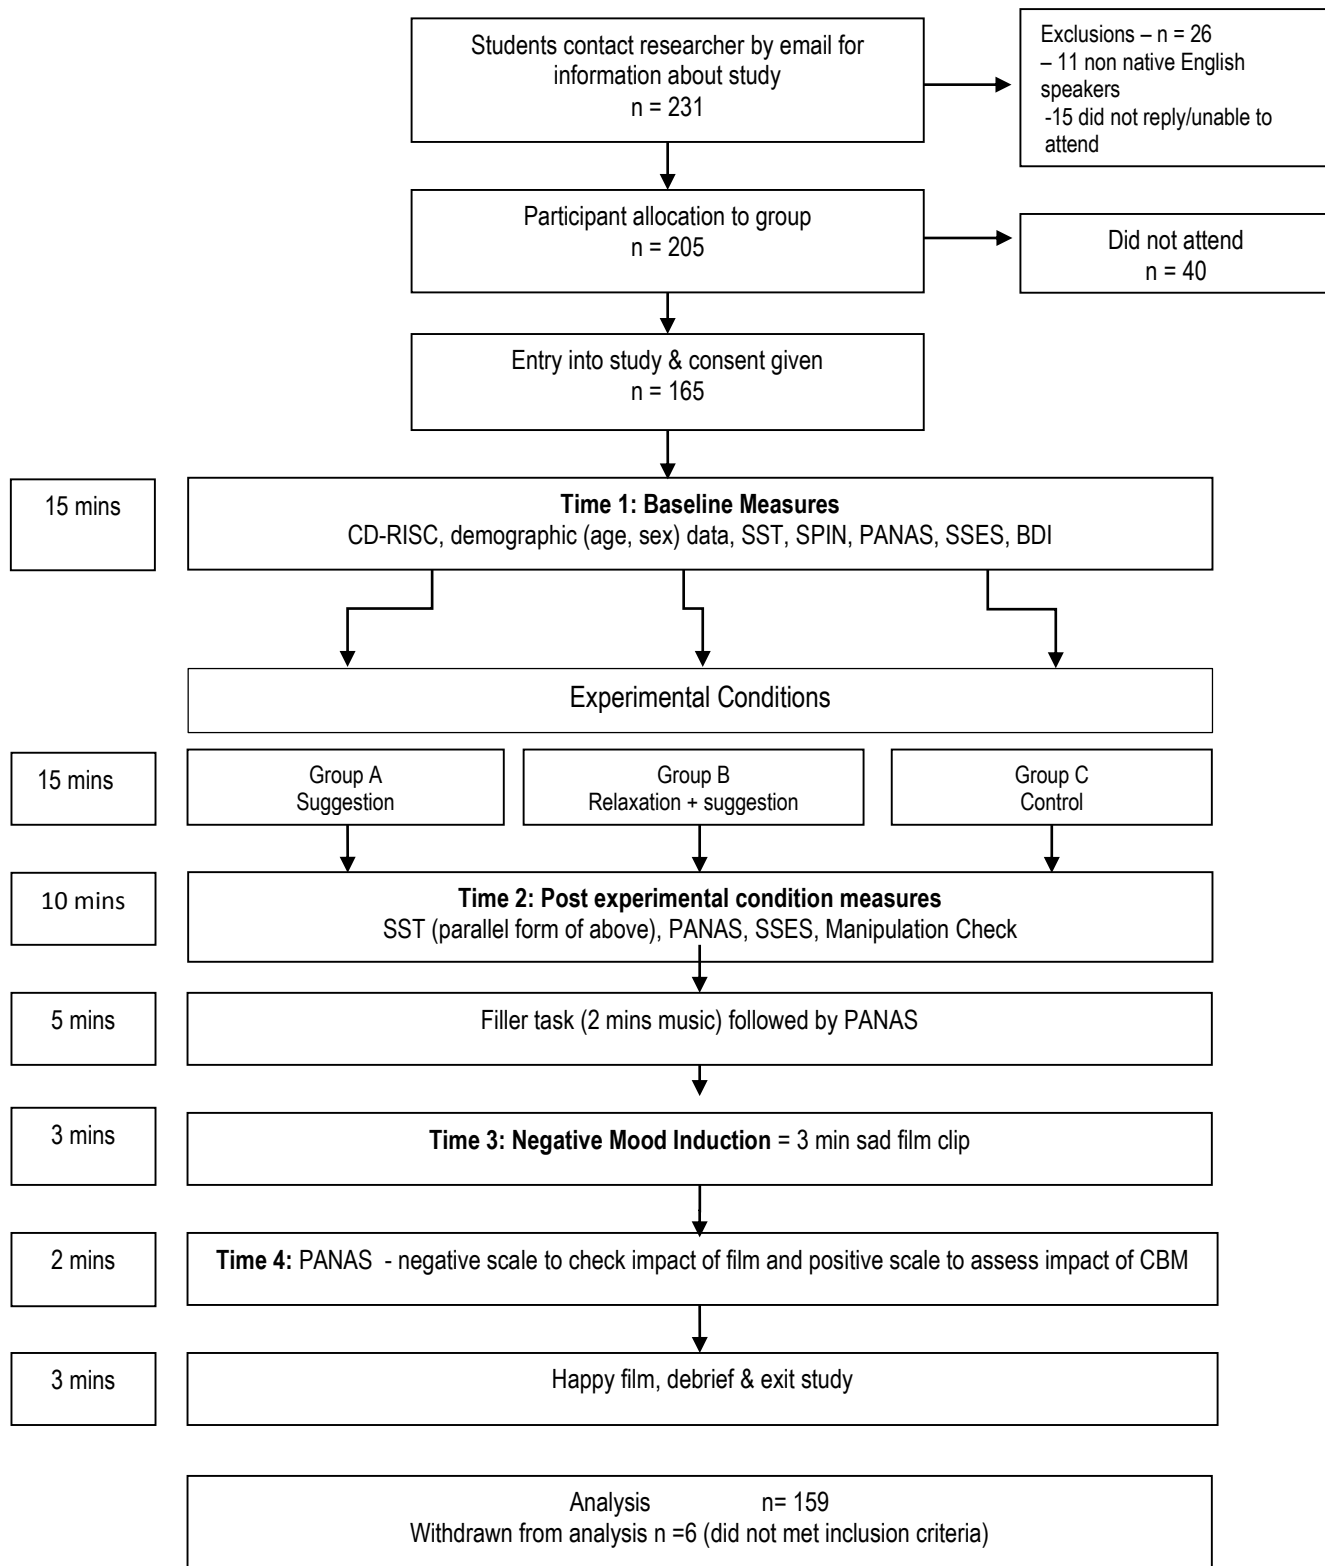 Students contact researcher by email for
information about study
n = 231
Exclusions – n = 26
– 11 non native English
speakers
-15 did not reply/unable to
attend
Participant allocation to group
n = 205
Did not attend
n = 40
Entry into study & consent given
n = 165
15 mins
Time 1: Baseline Measures
CD-RISC, demographic (age, sex) data, SST, SPIN, PANAS, SSES, BDI
Experimental Conditions
15 mins
Group A
Suggestion
Group B
Relaxation + suggestion
Group C
Control
10 mins
Time 2: Post experimental condition measures
SST (parallel form of above), PANAS, SSES, Manipulation Check
5 mins
Filler task (2 mins music) followed by PANAS
3 mins
Time 3: Negative Mood Induction = 3 min sad film clip
2 mins
Time 4: PANAS - negative scale to check impact of film and positive scale to assess impact of CBM
3 mins
Happy film, debrief & exit study
Analysis n= 159
Withdrawn from analysis n =6 (did not met inclusion criteria)